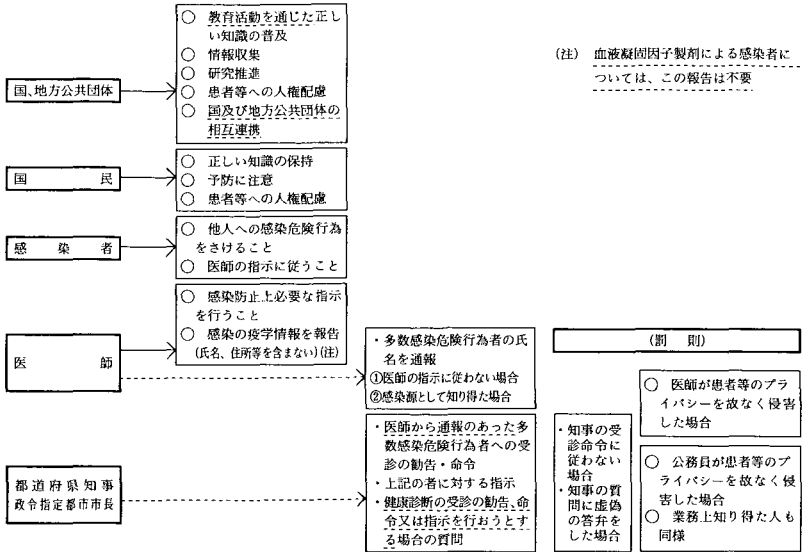 国、地方公共団体
○ 教育活動を通じた正し
い知識の普及
○ 情報収集
○ 研究推進
○ 患者等への人権配慮
○ 国及び地方公共団体の
相互連携
(注) 血液凝固因子製剤による感染者に
ついては、この報告は不要
国民
○ 正しい知識の保持
○ 予防に注意
○ 患者等への人権配慮
感染者
○ 他人への感染危険行為
をさけること
○ 医師の指示に従うこと
医師
○ 感染防止上必要な指示
を行うこと
○ 感染の疫学情報を報告
(氏名、住所等を含まない)(注)
・多数感染危険行為者の氏
名を通報
①医師の指示に従わない場合
②感染源として知り得た場合
(罰則)
○ 医師が患者等のプラ
イバシーを故なく侵害
した場合
都道府県知事
政令指定都市市長
・医師から通報のあった多
数感染危険行為者への受
診の勧告・命令
・上記の者に対する指示
・健康診断の受診の勧告、命
令又は指示を行おうとす
る場合の質問
・知事の受
診命令に
従わない
場合
・知事の質
問に虚偽
の答弁を
した場合
○ 公務員が患者等のプ
ライバシーを故なく侵
害した場合
○ 業務上知り得た人も
同様